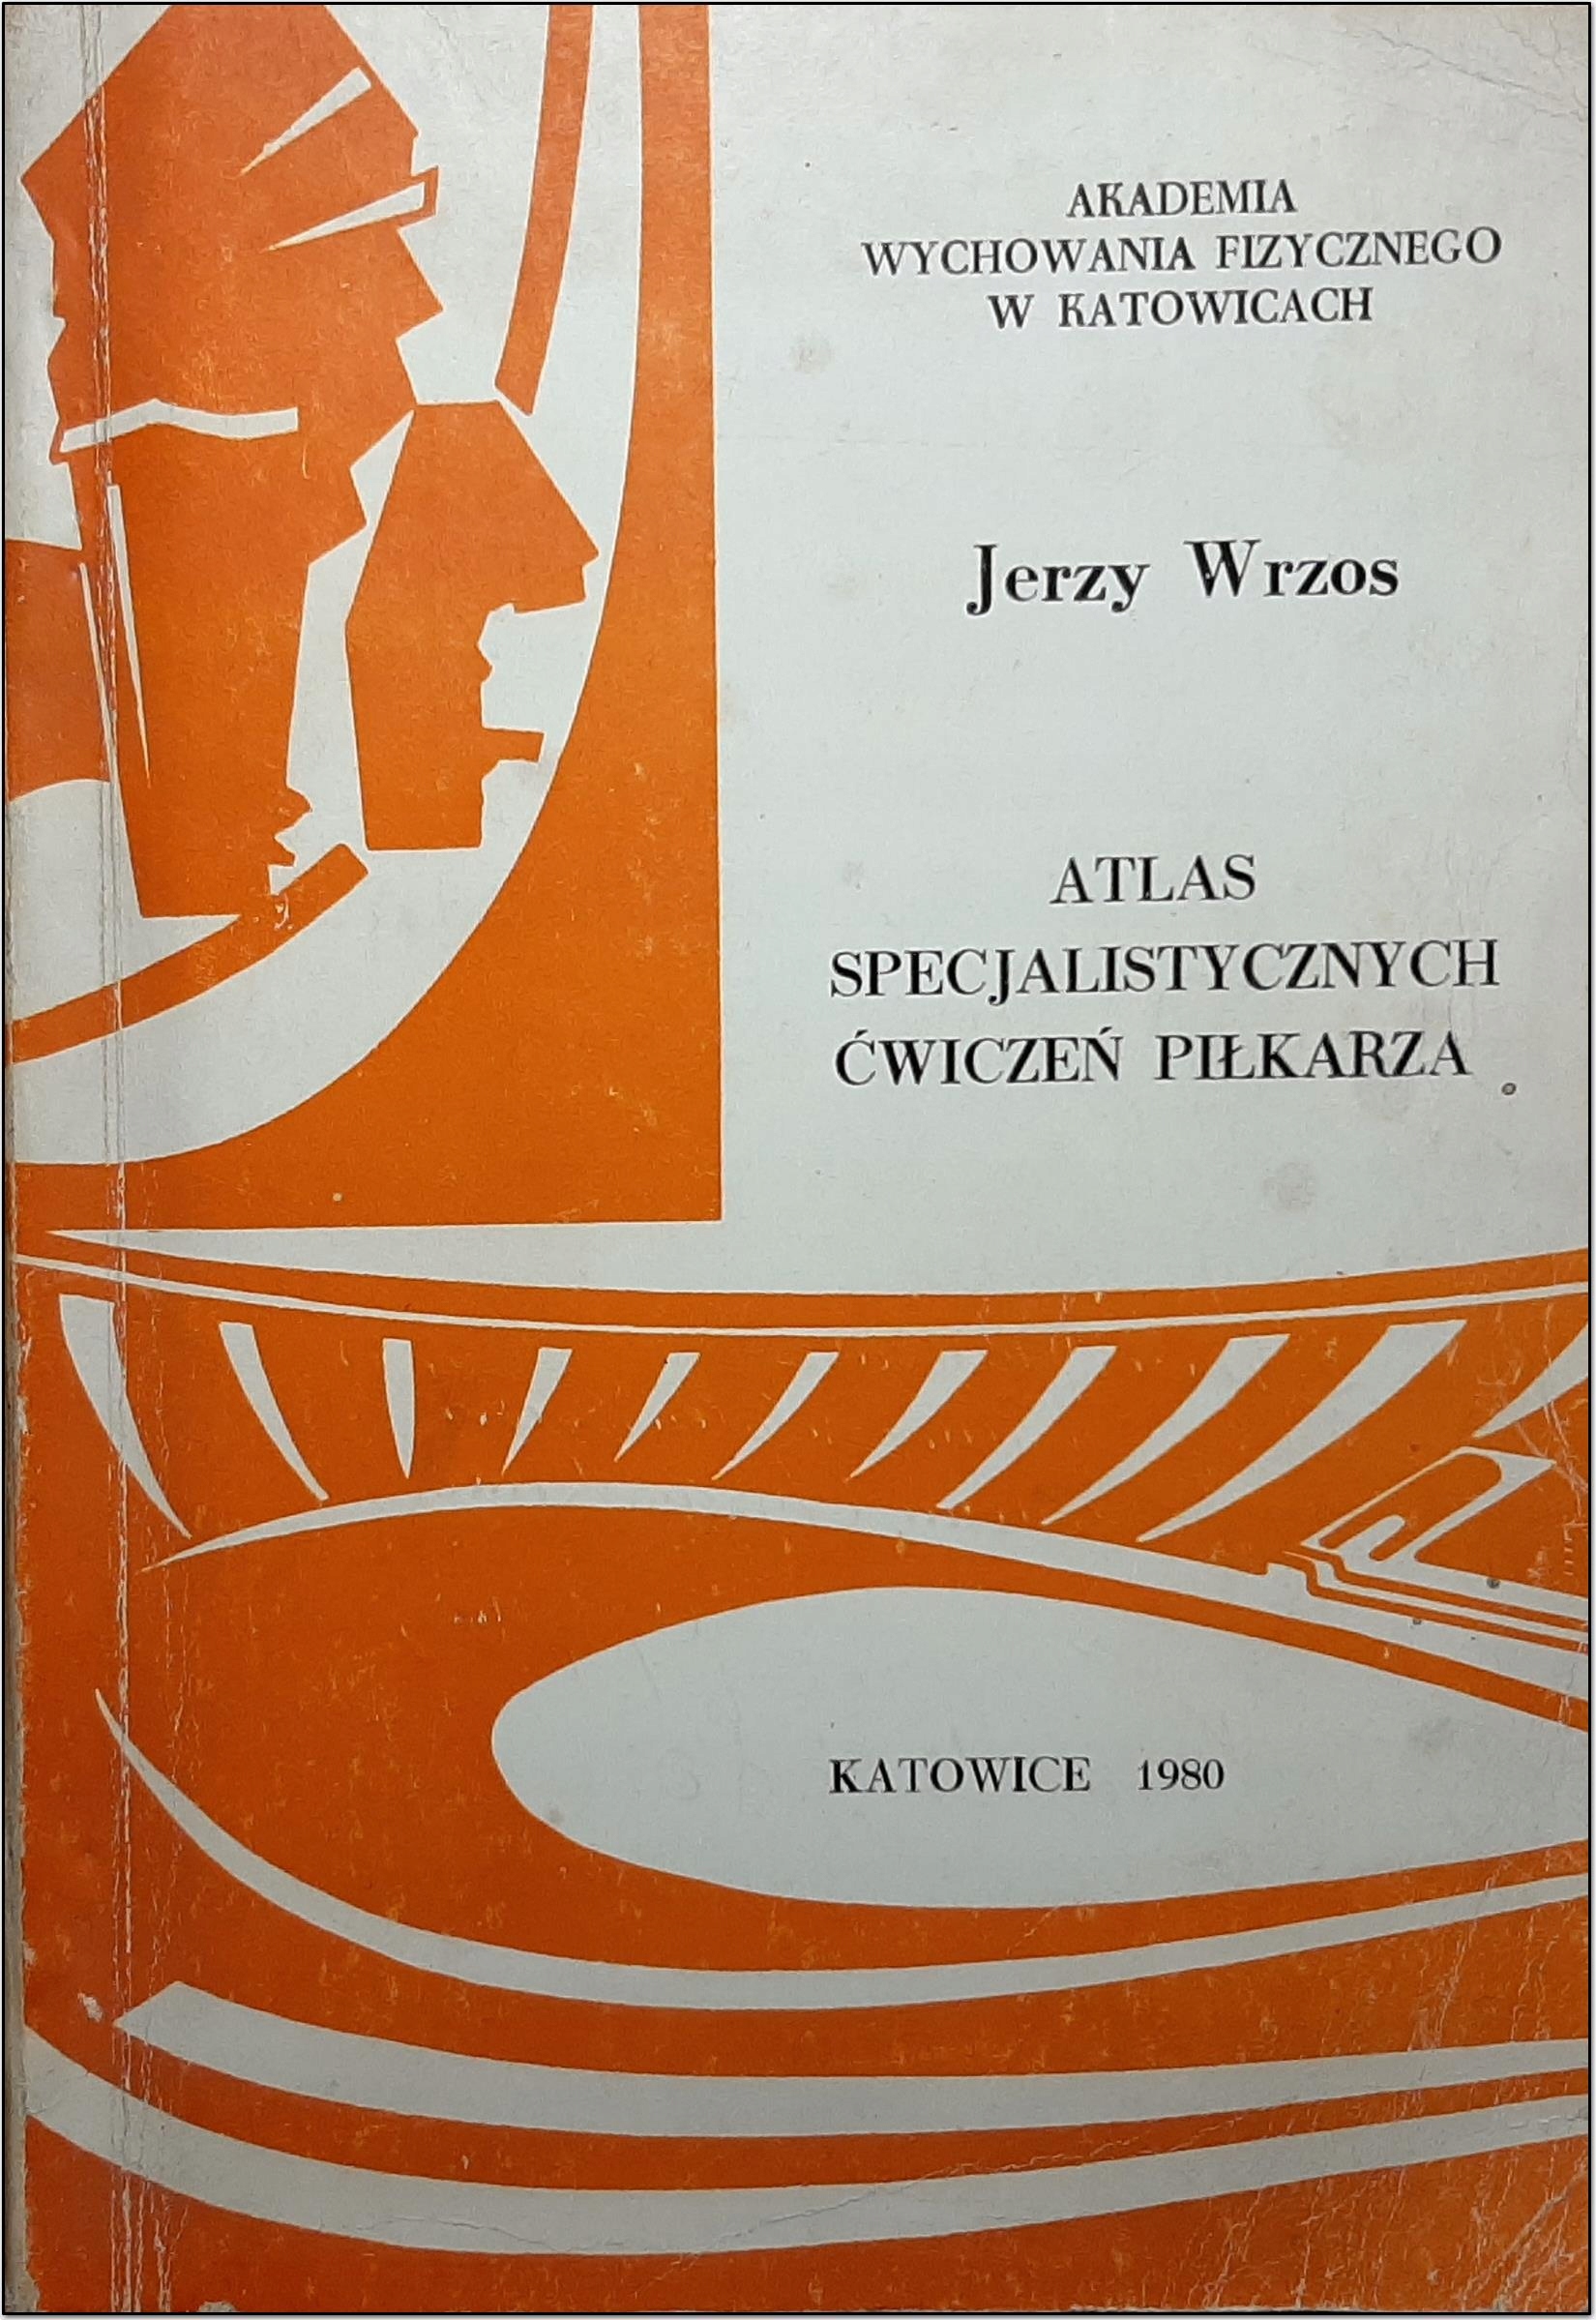 AKADEMIA
WYCHOWANIA FIZYCZNEGO
W KATOWICACH
Jerzy Wrzos
ATLAS
SPECJALISTYCZNYCH
ĆWICZEŃ PIŁKARZA
KATOWICE 1980